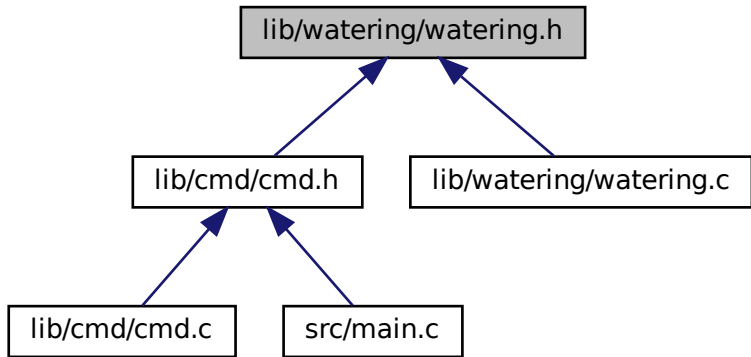 lib/watering/watering.h
lib/cmd/cmd.h
lib/watering/watering.c
lib/cmd/cmd.c
src/main.c